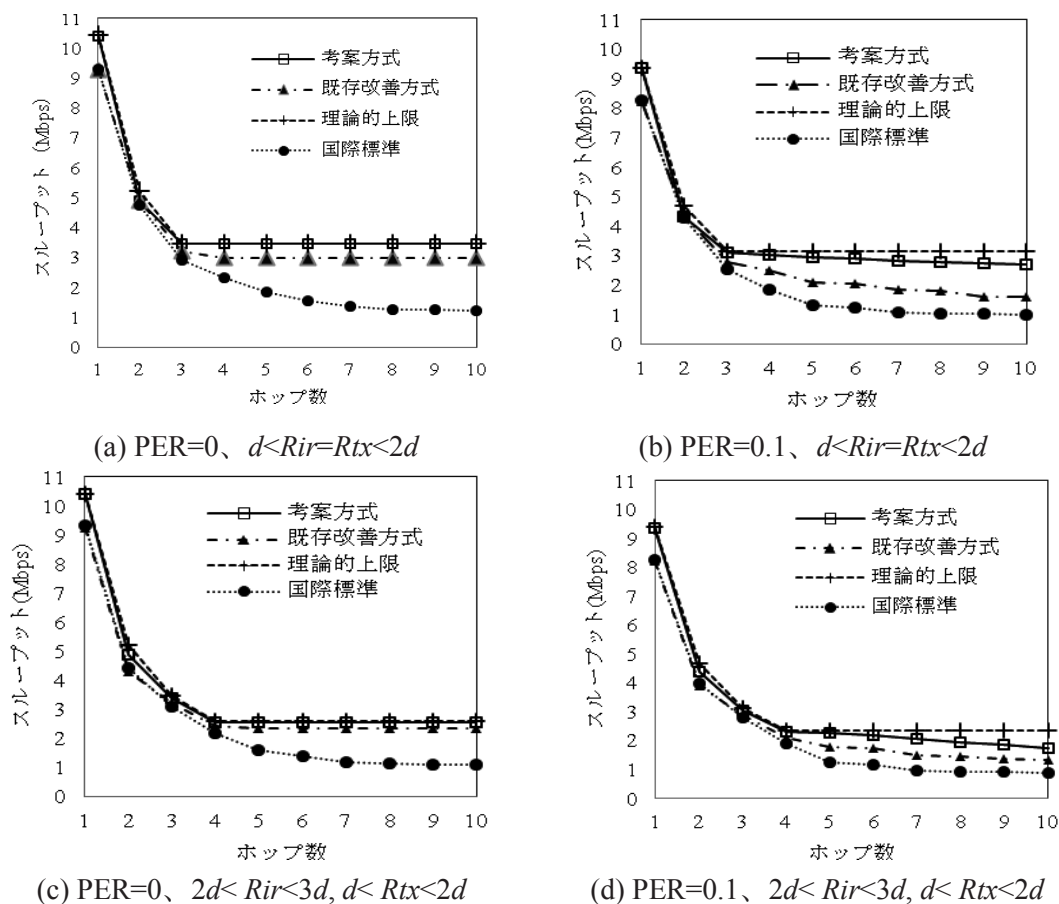 11
10
9
8
7
6
5
4
3
2
1
0
スループット (Mbps)
考案方式
既存改善方式
理論的上限
国際標準
1 2 3 4 5 6 7 8 9 10
ホップ数
(a) PER=0、d<Rir=Rtx<2d
11
10
9
8
7
6
5
4
3
2
1
0
スループット(Mbps)
考案方式
既存改善方式
理論的上限
国際標準
1 2 3 4 5 6 7 8 9 10
ホップ数
(b) PER=0.1、d<Rir=Rtx<2d
11
10
9
8
7
6
5
4
3
2
1
0
スループット(Mbps)
考案方式
既存改善方式
理論的上限
国際標準
1 2 3 4 5 6 7 8 9 10
ホップ数
(c) PER=0、2d< Rir<3d, d< Rtx<2d
11
10
9
8
7
6
5
4
3
2
1
0
スループット(Mbps)
考案方式
既存改善方式
理論的上限
国際標準
1 2 3 4 5 6 7 8 9 10
ホップ数
(d) PER=0.1、2d< Rir<3d, d< Rtx<2d